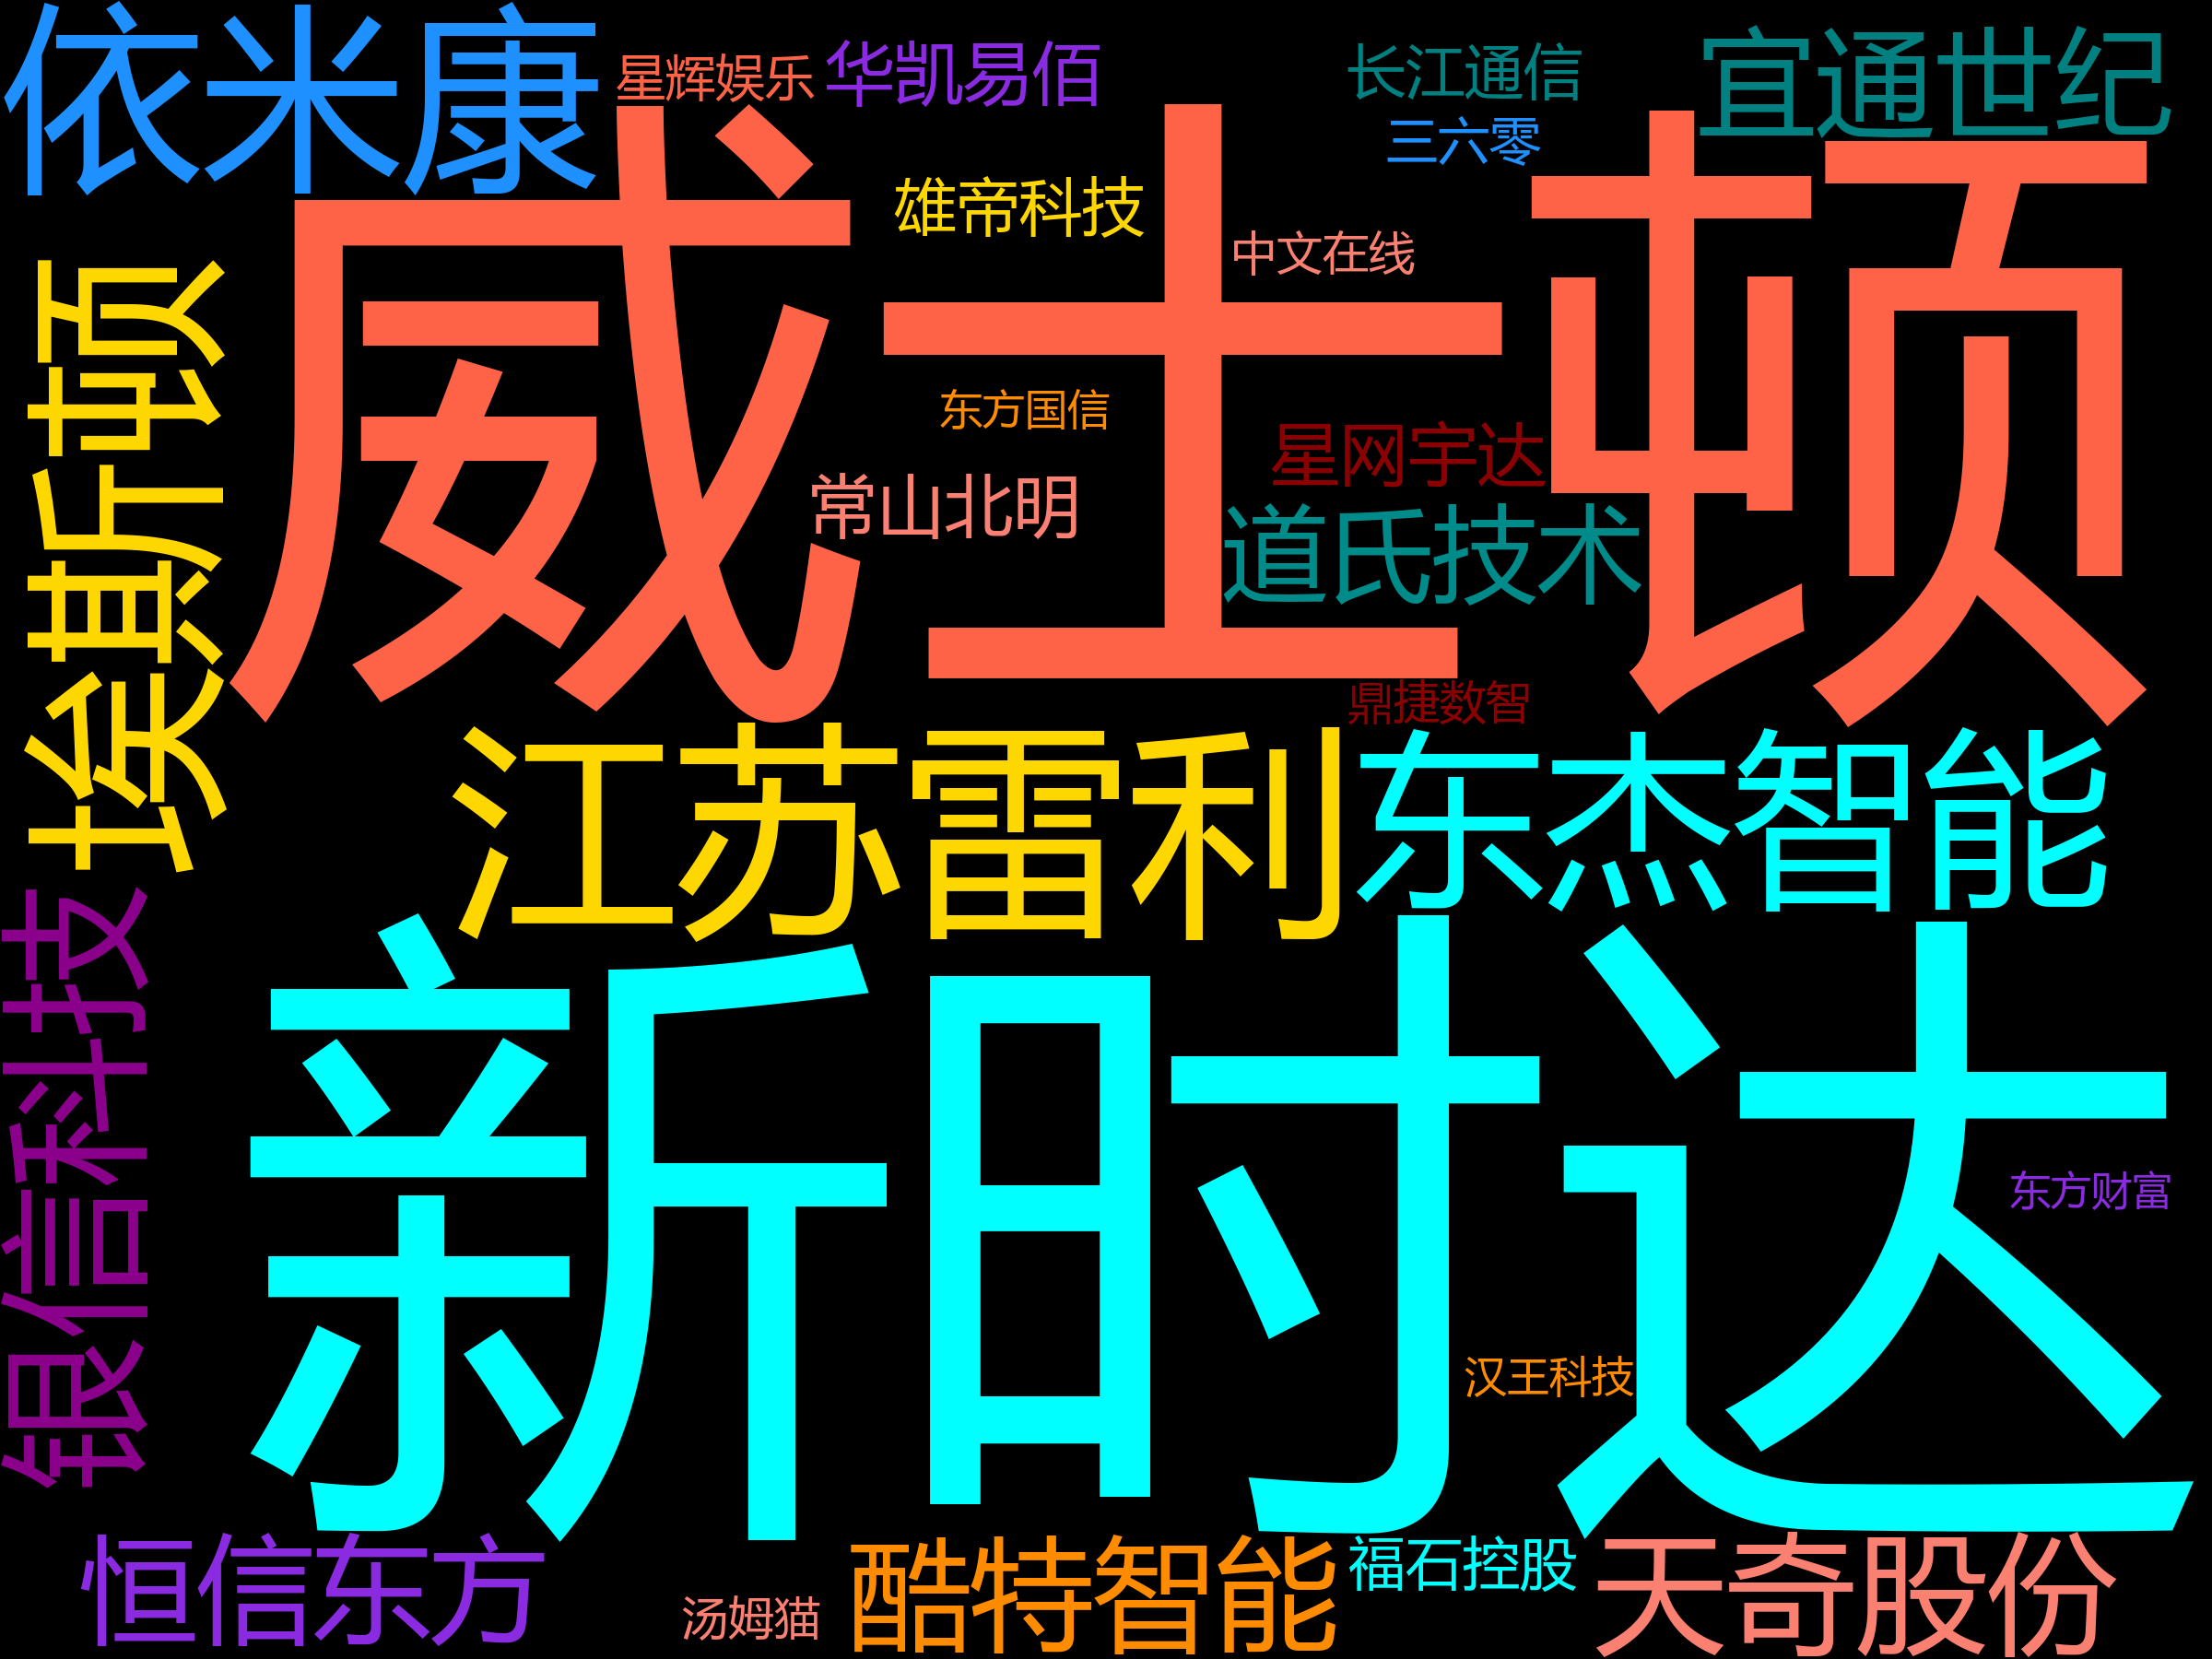 依米康
昱能娱乐
华凯易佰
长江通信
宜通世纪
三六零
雄帝科技
中文在线
威士顿
埃斯顿
东方国信
星网宇达
常山北明
道氏技术
鼎捷数智
江苏雷利
东杰智能
银信科技
新时达
东方财富
汉王科技
恒信东方
汤姆猫
酷特智能
福石控股
天奇股份